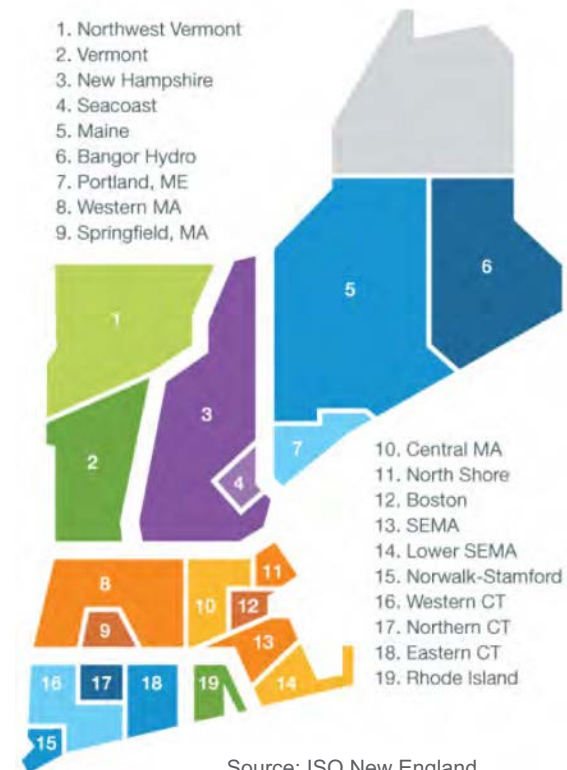 1. Northwest Vermont
2. Vermont
3. New Hampshire
4. Seacoast
5. Maine
6. Bangor Hydro
7. Portland, ME
8. Western MA
9. Springfield, MA
6
5
1
3
2
7
4
10. Central MA
11. North Shore
12. Boston
13. SEMA
14. Lower SEMA
15. Norwalk-Stamford
16. Western CT
17. Northern CT
18. Eastern CT
19. Rhode Island
11
8
10
12
9
13
16
17
18
19
14
15
Source: ISO New England